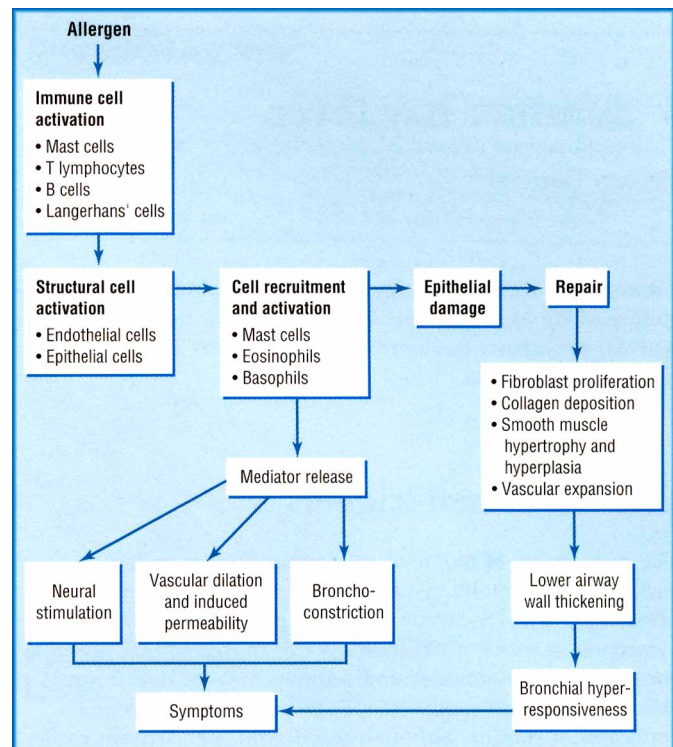 Allergen
Immune cell
activation
• Mast cells
• T lymphocytes
• B cells
• Langerhans' cells
Structural cell
activation
• Endothelial cells
• Epithelial cells
Cell recruitment
and activation
• Mast cells
• Eosinophils
• Basophils
Epithelial
damage
Repair
• Fibroblast proliferation
• Collagen deposition
• Smooth muscle
hypertrophy and
hyperplasia
• Vascular expansion
Mediator release
Neural
stimulation
Vascular dilation
and induced
permeability
Broncho-
constriction
Lower airway
wall thickening
Symptoms
Bronchial hyper-
responsiveness